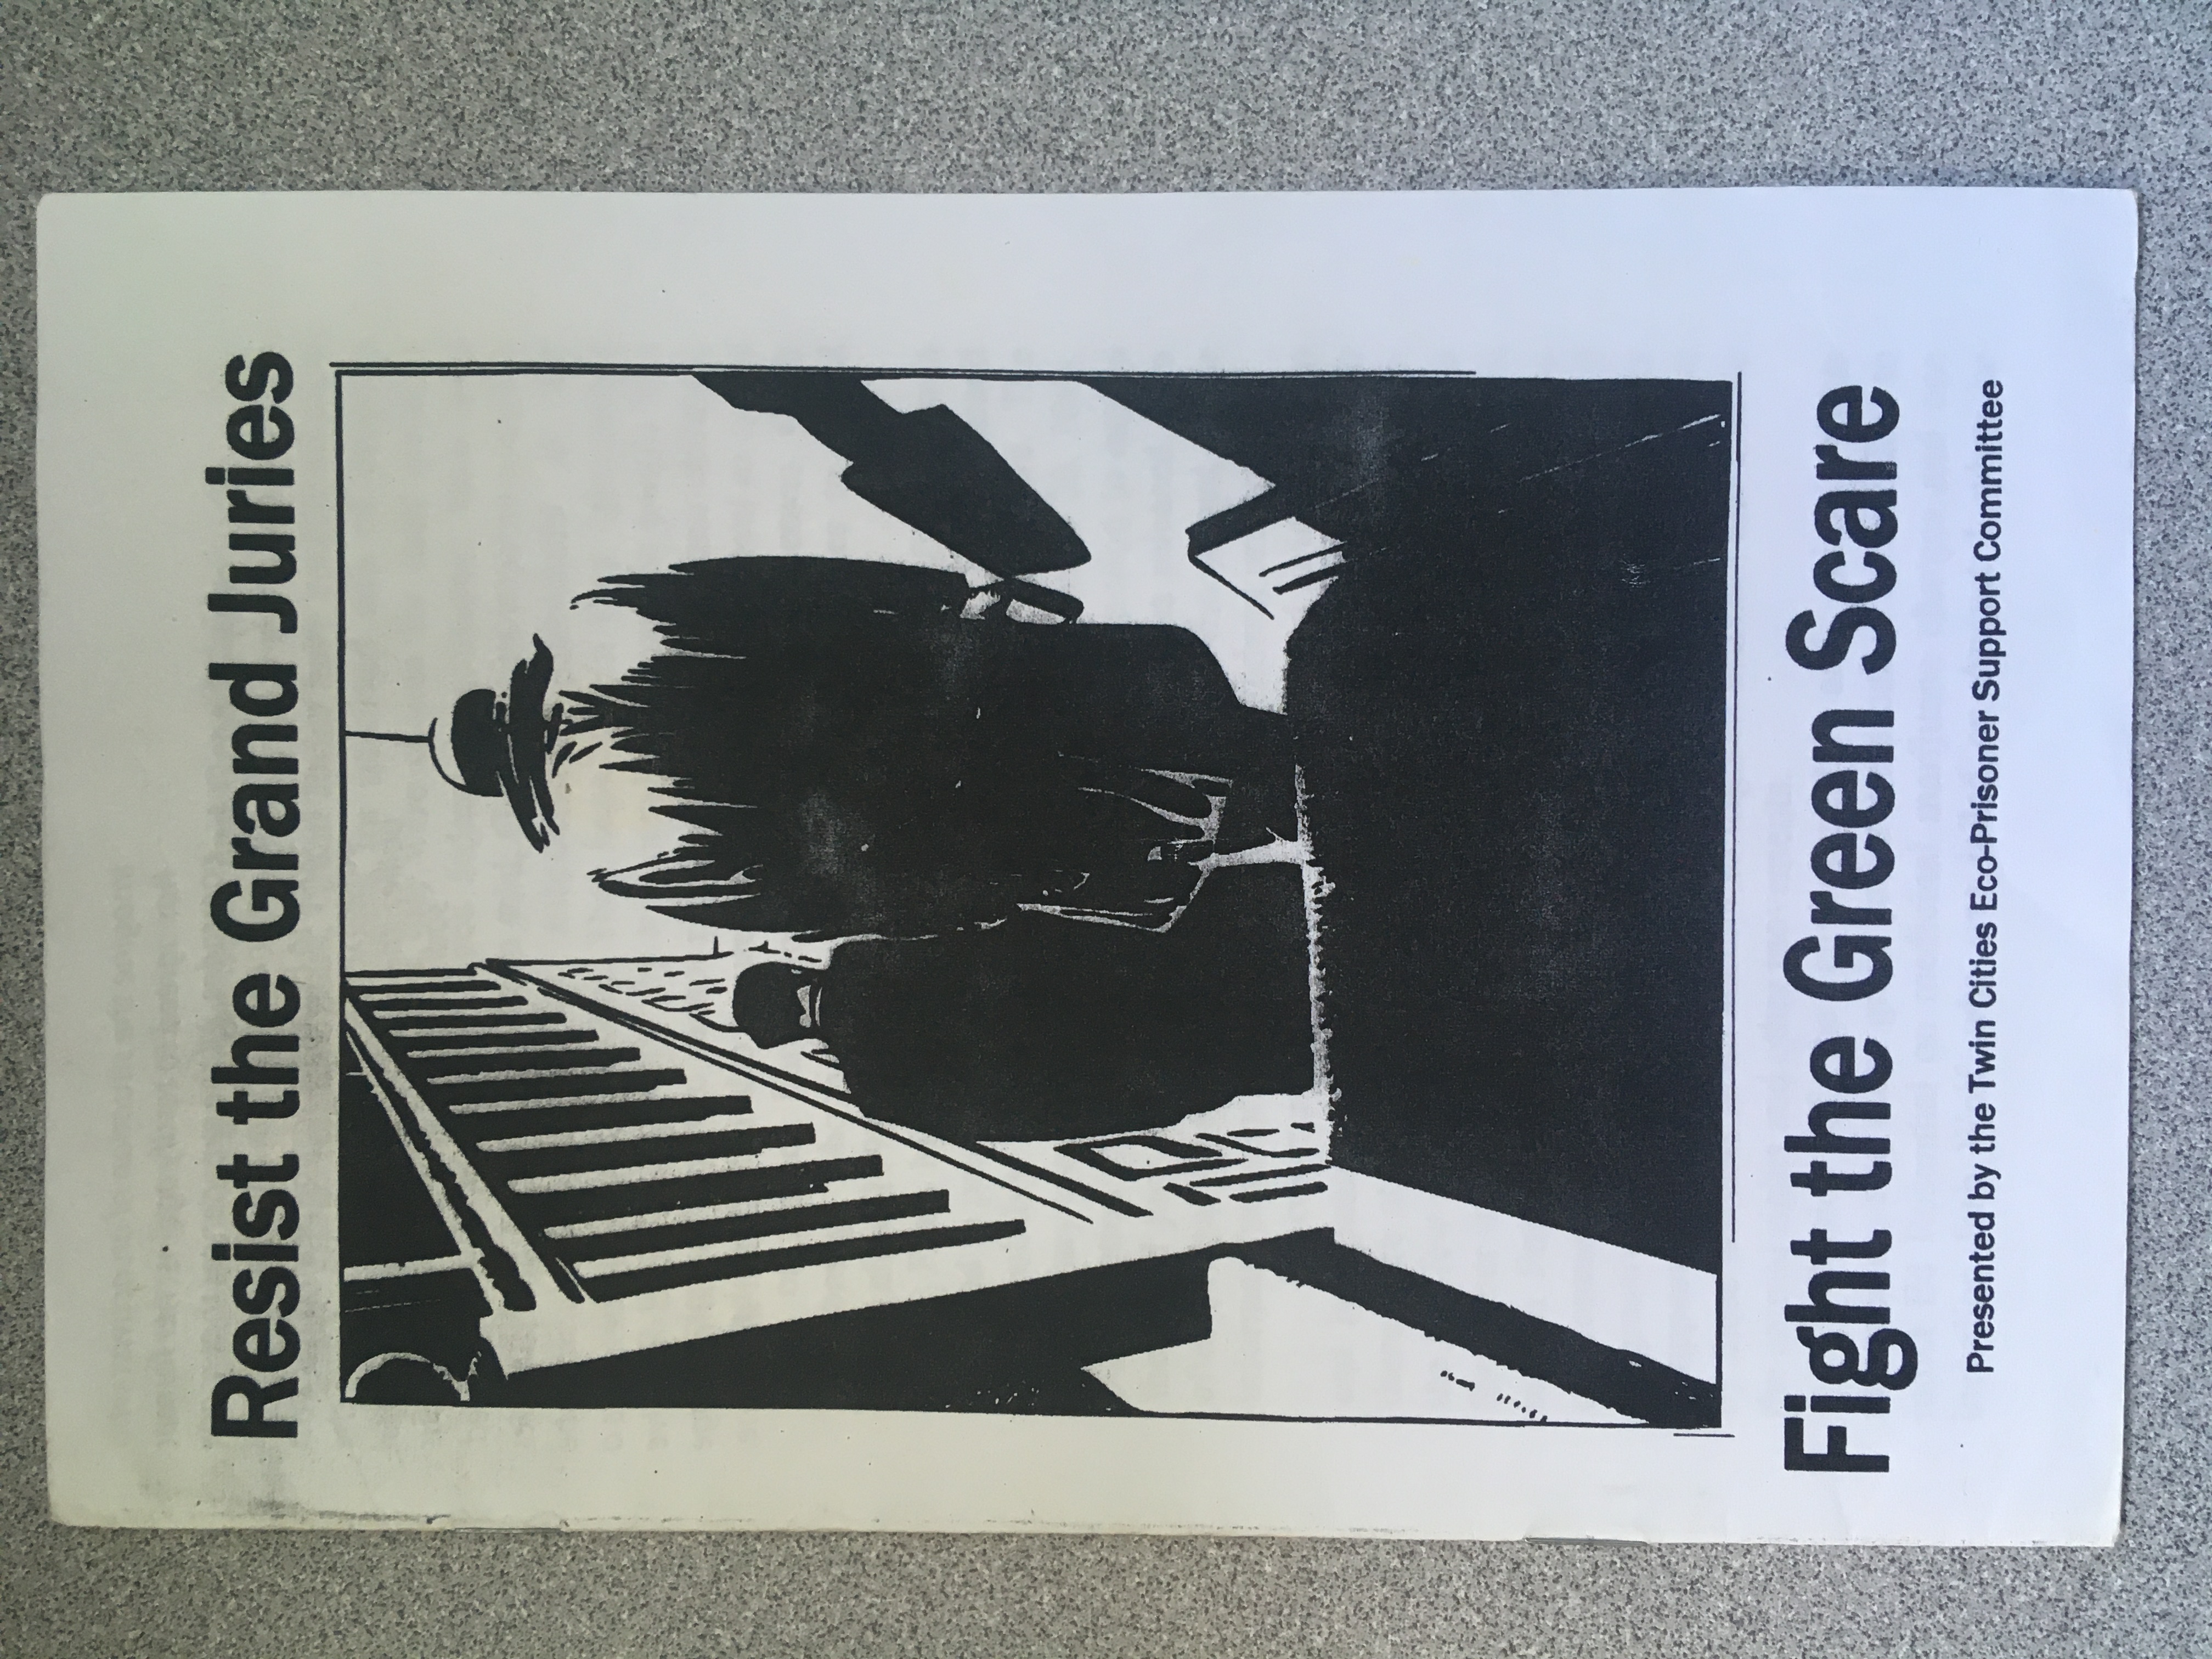 Resist the Grand Juries
Fight the Green Scare
Presented by the Twin Cities Eco-Prisoner Support Committee